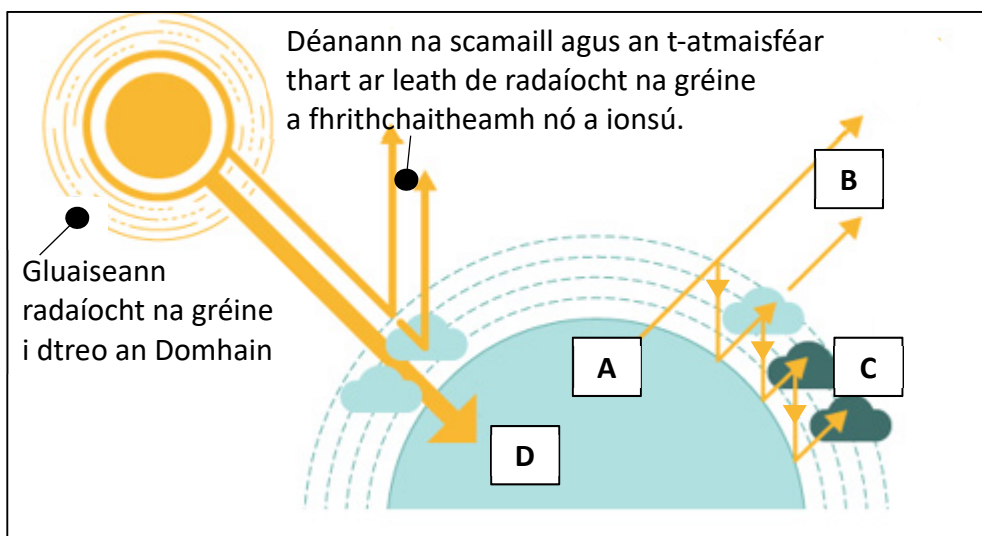 Déanann na scamaill agus an t-atmaisféar
thart ar leath de radaíocht na gréine
a fhrithchaitheamh nó a ionsú.
B
Gluaiseann
radaíocht na gréine
i dtreo an Domhain
A
C
D